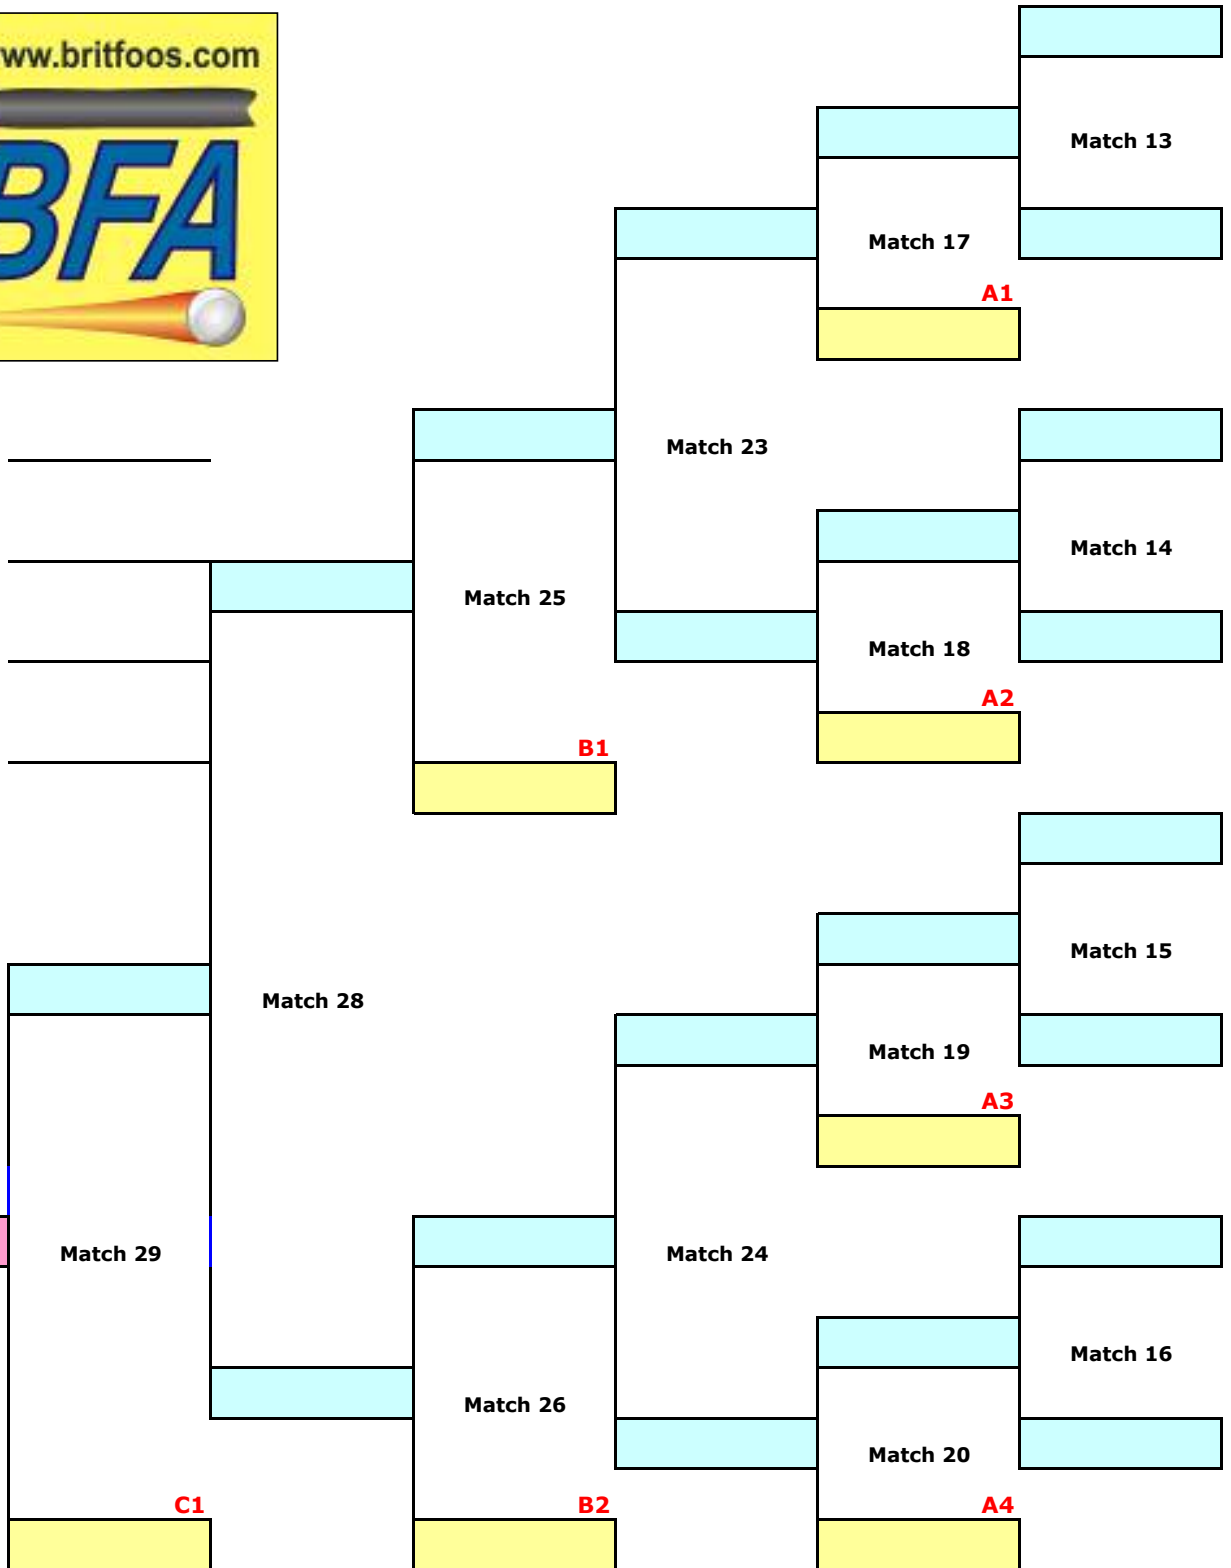 ww.britfoos.com
BFA
Match 13
Match 17
A1
Match 23
Match 14
Match 25
Match 18
A2
B1
Match 15
Match 28
Match 19
A3
Match 29
Match 24
Match 16
Match 26
Match 20
C1
B2
A4